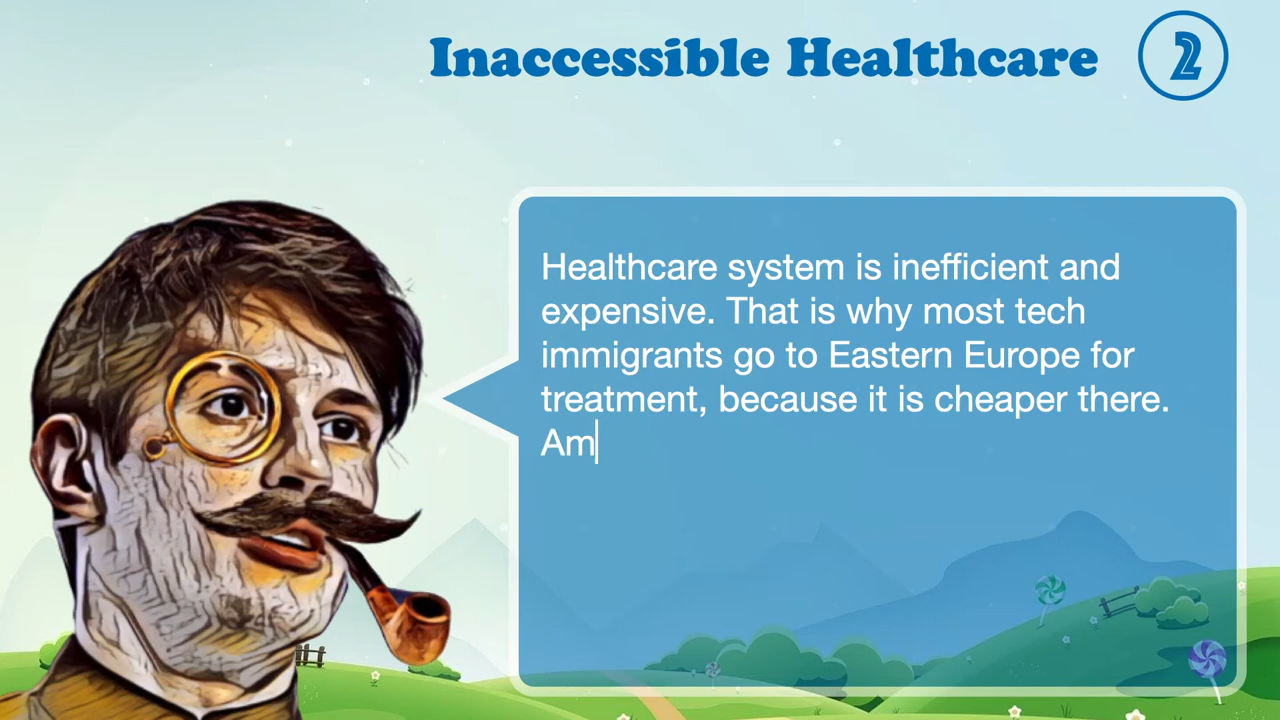 Inaccessible Healthcare 2
Healthcare system is inefficient and
expensive. That is why most tech
immigrants go to Eastern Europe for
treatment, because it is cheaper there.
Am